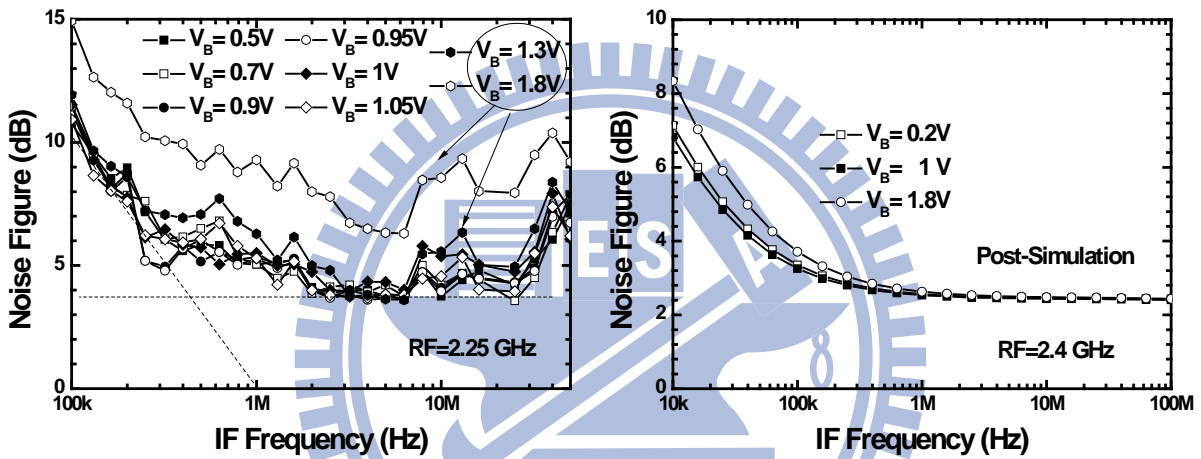 15
10
5
0
Noise Figure (dB)
V_B= 0.5V
V_B= 0.7V
V_B= 0.9V
V_B= 0.95V
V_B= 1V
V_B= 1.05V
V_B= 1.3V
V_B= 1.8V
RF=2.25 GHz
100k 1M 10M
IF Frequency (Hz)
10
8
6
4
2
0
Noise Figure (dB)
V_B= 0.2V
V_B= 1 V
V_B= 1.8V
Post-Simulation
RF=2.4 GHz
10k 100k 1M 10M 100M
IF Frequency (Hz)
ESA
8